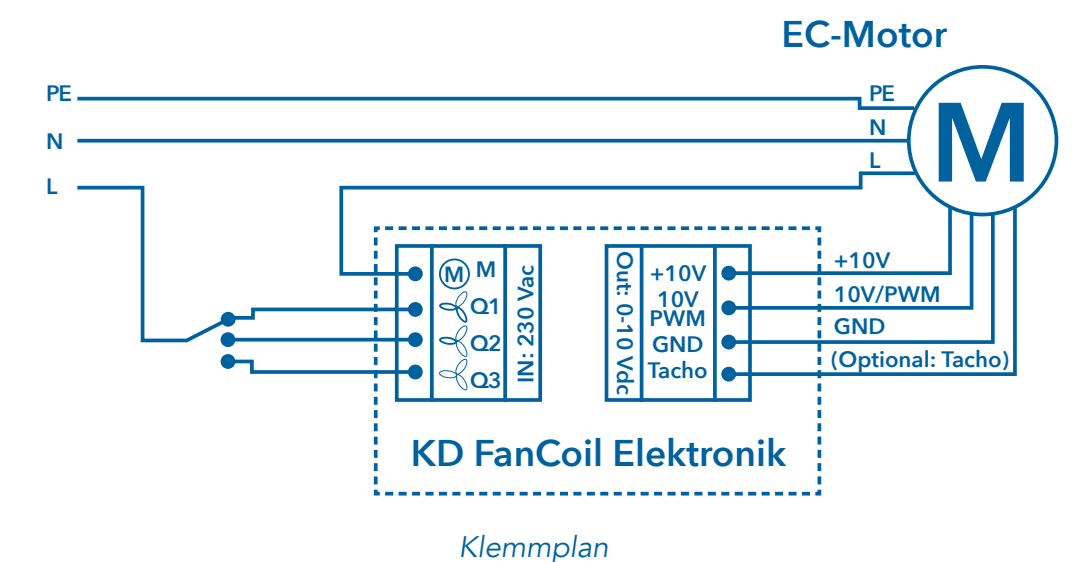 EC-Motor
PE
N
L
PE
N
L
M
M M
Q1
Q2
Q3
IN: 230 Vac
Out: 0-10 Vdc
+10V
10V
PWM
GND
Tacho
+10V
10V/PWM
GND
(Optional: Tacho)
KD FanCoil Elektronik
Klemmplan